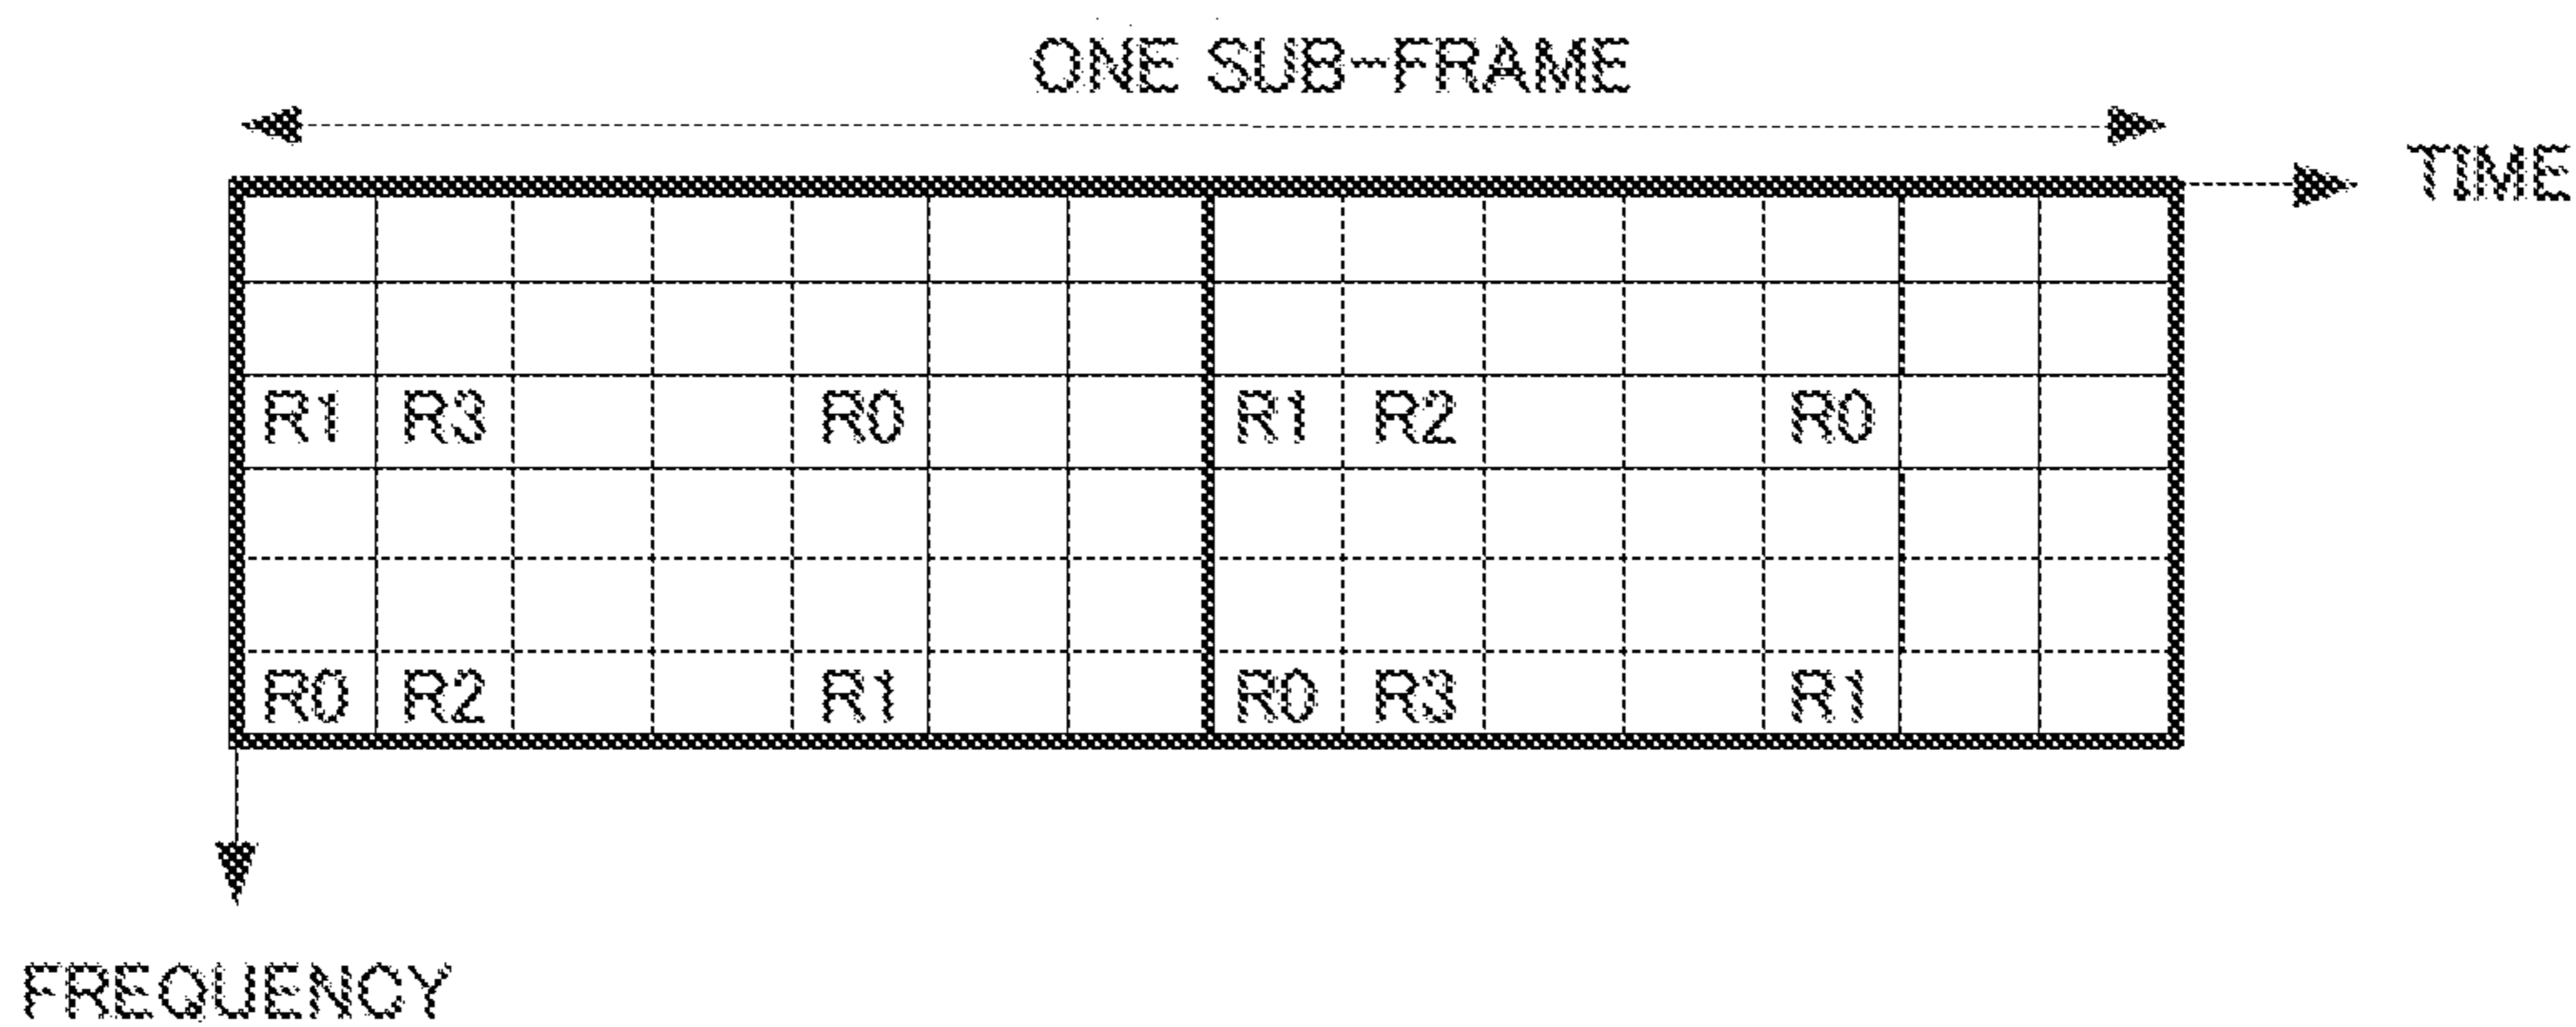 ONE SUB-FRAME
TIME
R1 R3 R0 R1 R2 R0
R0 R2 R1 R0 R3 R1
FREQUENCY